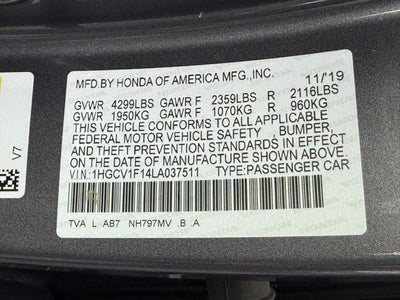 MFD.BY HONDA OF AMERICA MFG.,INC. 11/19
GVWR 4299LBS GAWR F 2359LBS R 2116LBS
GVWR 1950KG GAWR F 1070KG R 960KG
THIS VEHICLE CONFORMS TO ALL APPLICABLE
FEDERAL MOTOR VEHICLE SAFETY , BUMPER,
AND THEFT PREVENTION STANDARDS IN EFFECT
ON THE DATE OF MANUFACTURE SHOWN ABOVE.
V.I.N:1HGCV1F14LA037511 TYPE:PASSENGER CAR
TVA L AB7 NH797MV .B .A
V7